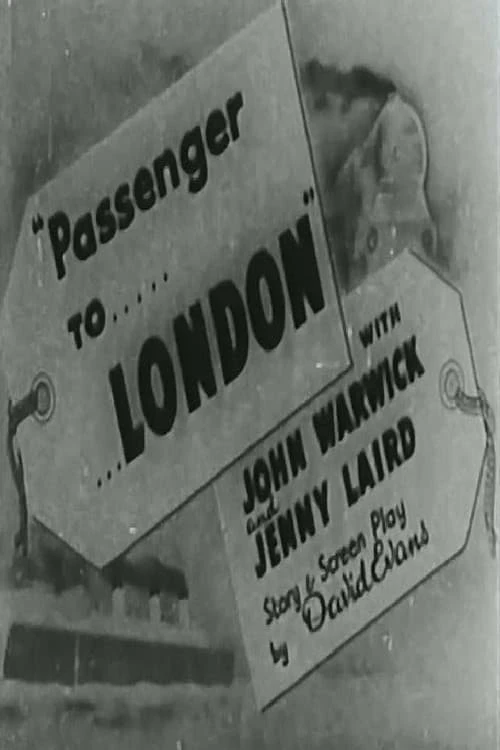 "Passenger
TO.....
...LONDON"
WITH
JOHN WARWICK
and
JENNY LAIRD
Story & Screen Play
by David Evans